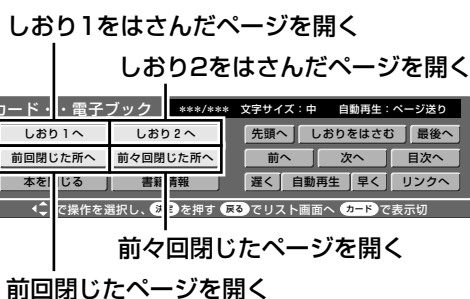 しおり1をはさんだページを開く
しおり2をはさんだページを開く
カード・・電子ブック ***/*** 文字サイズ：中 自動再生：ページ送り
しおり1へ しおり2へ 先頭へ しおりをはさむ 最後へ
前回閉じた所へ 前々回閉じた所へ 前へ 次へ 目次へ
本を じる 書籍情報 遅く 自動再生 早く リンクへ
で操作を選択し、決定を押す 戻るでリスト画面へ カードで表示切
前々回閉じたページを開く
前回閉じたページを開く